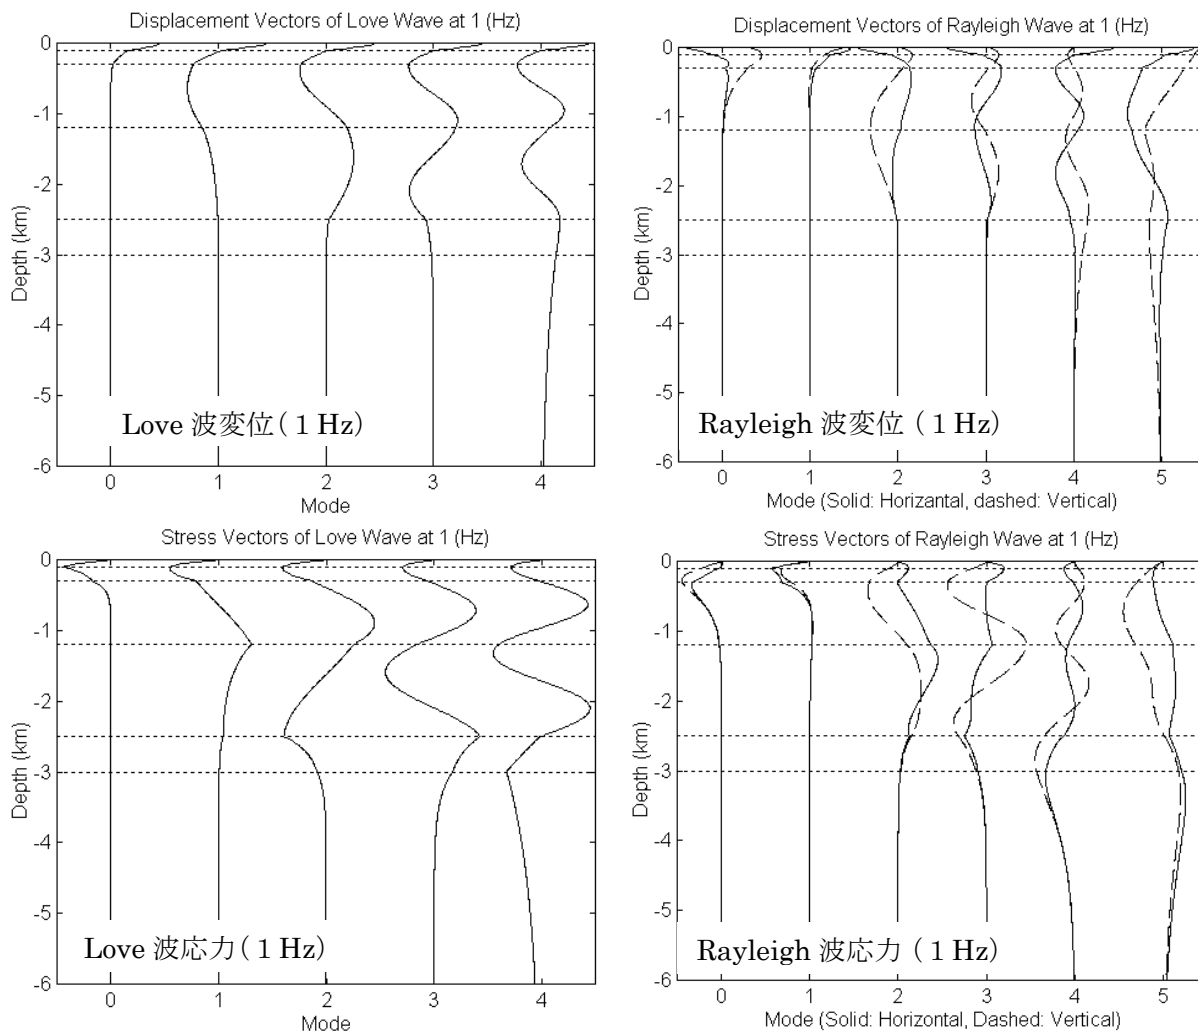 Displacement Vectors of Love Wave at 1 (Hz)
0
-1
-2
-3
-4
-5
-6
Depth (km)
Love 波変位 ( 1 Hz)
0 1 2 3 4
Mode
Displacement Vectors of Rayleigh Wave at 1 (Hz)
0
-1
-2
-3
-4
-5
-6
Depth (km)
Rayleigh 波変位 ( 1 Hz)
0 1 2 3 4 5
Mode (Solid: Horizantal, dashed: Vertical)
Stress Vectors of Love Wave at 1 (Hz)
0
-1
-2
-3
-4
-5
-6
Depth (km)
Love 波応力 ( 1 Hz)
0 1 2 3 4
Mode
Stress Vectors of Rayleigh Wave at 1 (Hz)
0
-1
-2
-3
-4
-5
-6
Depth (km)
Rayleigh 波応力 ( 1 Hz)
0 1 2 3 4 5
Mode (Solid: Horizontal, Dashed: Vertical)